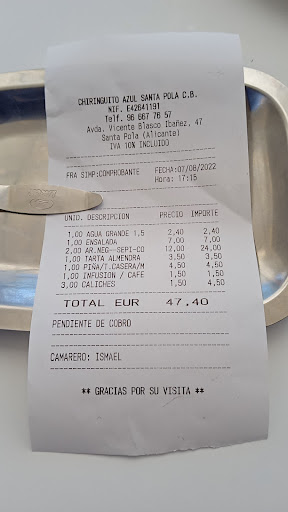 CHIRINGUITO AZUL SANTA POLA C.B.
NIF. E42641191
Telf. 96 667 76 57
Avda. Vicente Blasco Ibañez, 47
Santa Pola (Alicante)
IVA 10% INCLUIDO
FRA SIMP:COMPROBANTE FECHA:07/08/2022
Hora: 17:15
UNID. DESCRIPCION PRECIO IMPORTE
1,00 AGUA GRANDE 1.5 2,40 2,40
1,00 ENSALADA 7,00 7,00
2,00 AR.NEG--SEPI-CO 12,00 24,00
1,00 TARTA ALMENDRA 3,50 3,50
1,00 PIÑA/T.CASERA/M 4,50 4,50
1,00 INFUSION / CAFE 1,50 1,50
3,00 CALICHES 1,50 4,50
TOTAL EUR 47,40
PENDIENTE DE COBRO
CAMARERO: ISMAEL
** GRACIAS POR SU VISITA **